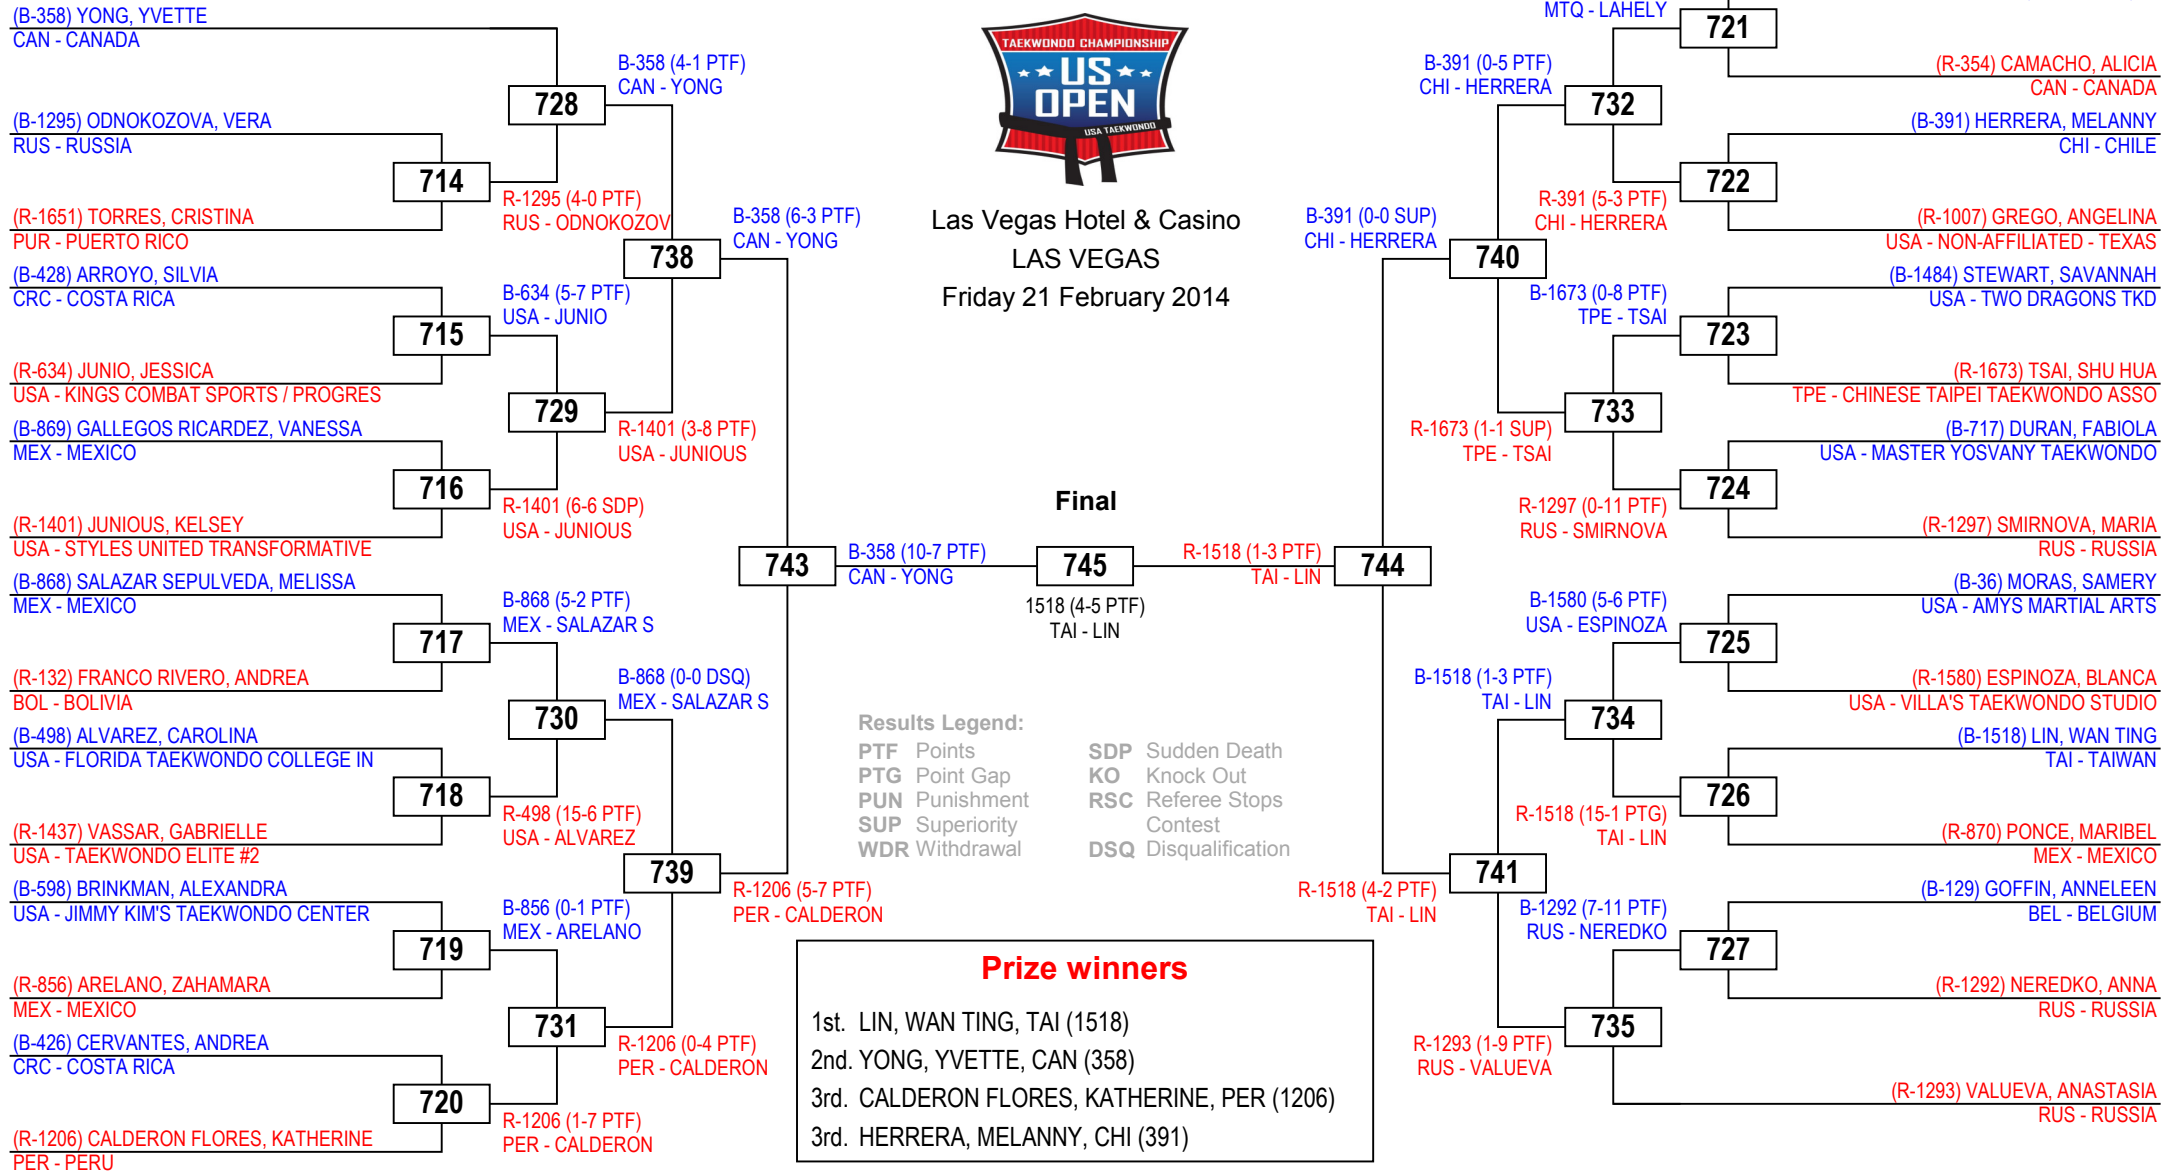 (B-358) YONG, YVETTE
CAN - CANADA
(B-1295) ODNOKOZOVA, VERA
RUS - RUSSIA
(R-1651) TORRES, CRISTINA
PUR - PUERTO RICO
(B-428) ARROYO, SILVIA
CRC - COSTA RICA
(R-634) JUNIO, JESSICA
USA - KINGS COMBAT SPORTS / PROGRES
(B-869) GALLEGOS RICARDEZ, VANESSA
MEX - MEXICO
(R-1401) JUNIOUS, KELSEY
USA - STYLES UNITED TRANSFORMATIVE
(B-868) SALAZAR SEPULVEDA, MELISSA
MEX - MEXICO
(R-132) FRANCO RIVERO, ANDREA
BOL - BOLIVIA
(B-498) ALVAREZ, CAROLINA
USA - FLORIDA TAEKWONDO COLLEGE IN
(R-1437) VASSAR, GABRIELLE
USA - TAEKWONDO ELITE #2
(B-598) BRINKMAN, ALEXANDRA
USA - JIMMY KIM'S TAEKWONDO CENTER
(R-856) ARELANO, ZAHAMARA
MEX - MEXICO
(B-426) CERVANTES, ANDREA
CRC - COSTA RICA
(R-1206) CALDERON FLORES, KATHERINE
PER - PERU
714
715
716
717
718
719
720
R-1295 (4-0 PTF)
RUS - ODNOKOZOV
B-634 (5-7 PTF)
USA - JUNIO
R-1401 (6-6 SDP)
USA - JUNIOUS
B-868 (5-2 PTF)
MEX - SALAZAR S
R-498 (15-6 PTF)
USA - ALVAREZ
B-856 (0-1 PTF)
MEX - ARELANO
R-1206 (1-7 PTF)
PER - CALDERON
728
729
730
731
B-358 (4-1 PTF)
CAN - YONG
R-1401 (3-8 PTF)
USA - JUNIOUS
B-868 (0-0 DSQ)
MEX - SALAZAR S
R-1206 (0-4 PTF)
PER - CALDERON
738
739
B-358 (6-3 PTF)
CAN - YONG
R-1206 (5-7 PTF)
PER - CALDERON
743
B-358 (10-7 PTF)
CAN - YONG
TAEKWONDO CHAMPIONSHIP
US
OPEN
USA TAEKWONDO
Las Vegas Hotel & Casino
LAS VEGAS
Friday 21 February 2014
Final
745
1518 (4-5 PTF)
TAI - LIN
Results Legend:
PTF Points
PTG Point Gap
PUN Punishment
SUP Superiority
WDR Withdrawal
SDP Sudden Death
KO Knock Out
RSC Referee Stops
Contest
DSQ Disqualification
Prize winners
1st. LIN, WAN TING, TAI (1518)
2nd. YONG, YVETTE, CAN (358)
3rd. CALDERON FLORES, KATHERINE, PER (1206)
3rd. HERRERA, MELANNY, CHI (391)
R-1518 (1-3 PTF)
TAI - LIN
744
B-391 (0-0 SUP)
CHI - HERRERA
R-1518 (4-2 PTF)
TAI - LIN
740
741
B-391 (0-5 PTF)
CHI - HERRERA
R-1673 (1-1 SUP)
TPE - TSAI
B-1518 (1-3 PTF)
TAI - LIN
R-1293 (1-9 PTF)
RUS - VALUEVA
732
733
734
735
MTQ - LAHELY
R-391 (5-3 PTF)
CHI - HERRERA
B-1673 (0-8 PTF)
TPE - TSAI
R-1297 (0-11 PTF)
RUS - SMIRNOVA
B-1580 (5-6 PTF)
USA - ESPINOZA
R-1518 (15-1 PTG)
TAI - LIN
B-1292 (7-11 PTF)
RUS - NEREDKO
721
722
723
724
725
726
727
(R-354) CAMACHO, ALICIA
CAN - CANADA
(B-391) HERRERA, MELANNY
CHI - CHILE
(R-1007) GREGO, ANGELINA
USA - NON-AFFILIATED - TEXAS
(B-1484) STEWART, SAVANNAH
USA - TWO DRAGONS TKD
(R-1673) TSAI, SHU HUA
TPE - CHINESE TAIPEI TAEKWONDO ASSO
(B-717) DURAN, FABIOLA
USA - MASTER YOSVANY TAEKWONDO
(R-1297) SMIRNOVA, MARIA
RUS - RUSSIA
(B-36) MORAS, SAMERY
USA - AMYS MARTIAL ARTS
(R-1580) ESPINOZA, BLANCA
USA - VILLA'S TAEKWONDO STUDIO
(B-1518) LIN, WAN TING
TAI - TAIWAN
(R-870) PONCE, MARIBEL
MEX - MEXICO
(B-129) GOFFIN, ANNELEEN
BEL - BELGIUM
(R-1292) NEREDKO, ANNA
RUS - RUSSIA
(R-1293) VALUEVA, ANASTASIA
RUS - RUSSIA